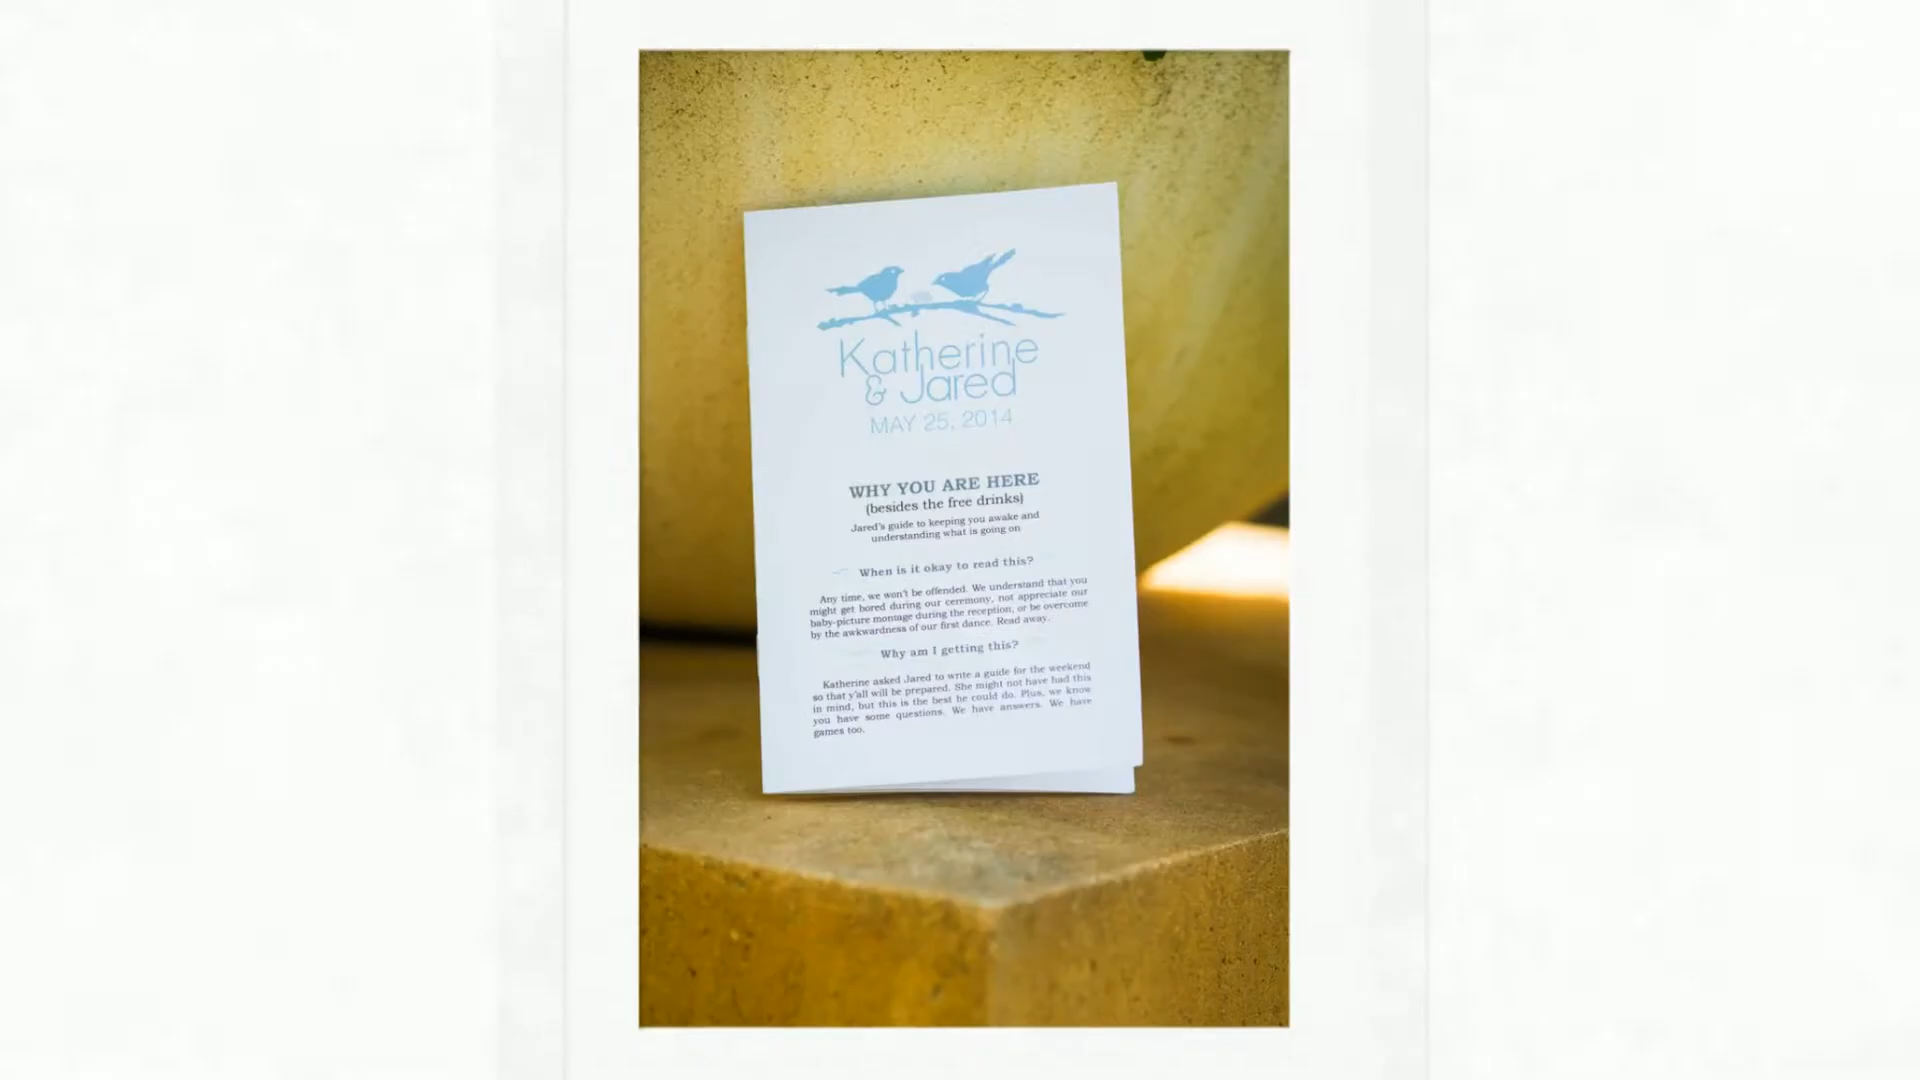 Katherine
& Jared
MAY 25, 2014
WHY YOU ARE HERE
(besides the free drinks)
Jared's guide to keeping you awake and
understanding what is going on
When is it okay to read this?
Any time, we won't be offended. We understand that you
might get bored during our ceremony, not appreciate our
baby-picture montage during the reception, or be overcome
by the awkwardness of our first dance. Read away.
Why am I getting this?
Katherine asked Jared to write a guide for the weekend
so that y'all will be prepared. She might not have had this
in mind, but this is the best he could do. Plus, we know
you have some questions. We have answers. We have
games too.